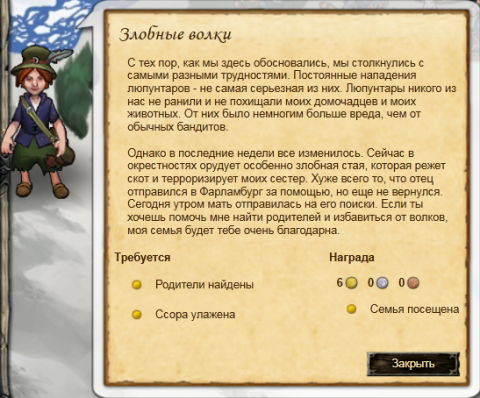 Злобные волки
С тех пор, как мы здесь обосновались, мы столкнулись с
самыми разными трудностями. Постоянные нападения
люпунтаров - не самая серьезная из них. Люпунтары никого из
нас не ранили и не похищали моих домочадцев и моих
животных. От них было немногим больше вреда, чем от
обычных бандитов.
Однако в последние недели все изменилось. Сейчас в
окрестностях орудует особенно злобная стая, которая режет
скот и терроризирует моих сестер. Хуже всего то, что отец
отправился в Фарламбург за помощью, но еще не вернулся.
Сегодня утром мать отправилась на его поиски. Если ты
хочешь помочь мне найти родителей и избавиться от волков,
моя семья будет тебе очень благодарна.
Требуется
Родители найдены
Ссора улажена
Награда
6 0 0
Семья посещена
Закрыть